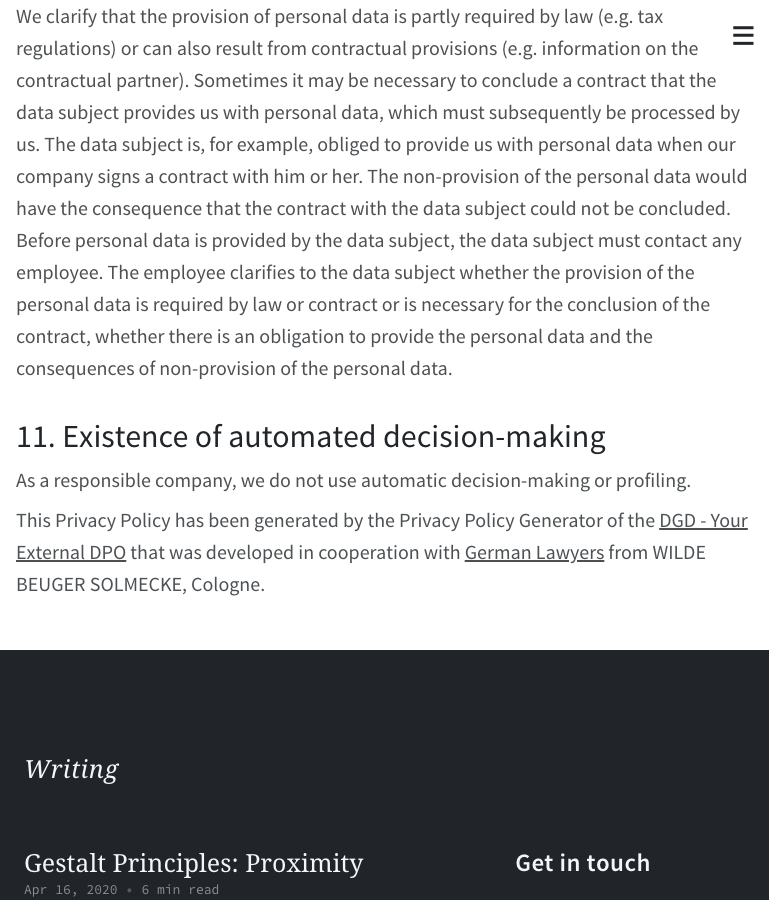 We clarify that the provision of personal data is partly required by law (e.g. tax
regulations) or can also result from contractual provisions (e.g. information on the
contractual partner). Sometimes it may be necessary to conclude a contract that the
data subject provides us with personal data, which must subsequently be processed by
us. The data subject is, for example, obliged to provide us with personal data when our
company signs a contract with him or her. The non-provision of the personal data would
have the consequence that the contract with the data subject could not be concluded.
Before personal data is provided by the data subject, the data subject must contact any
employee. The employee clarifies to the data subject whether the provision of the
personal data is required by law or contract or is necessary for the conclusion of the
contract, whether there is an obligation to provide the personal data and the
consequences of non-provision of the personal data.
11. Existence of automated decision-making
As a responsible company, we do not use automatic decision-making or profiling.
This Privacy Policy has been generated by the Privacy Policy Generator of the DGD - Your
External DPO that was developed in cooperation with German Lawyers from WILDE
BEUGER SOLMECKE, Cologne.
Writing
Gestalt Principles: Proximity
Apr 16, 2020 • 6 min read
Get in touch